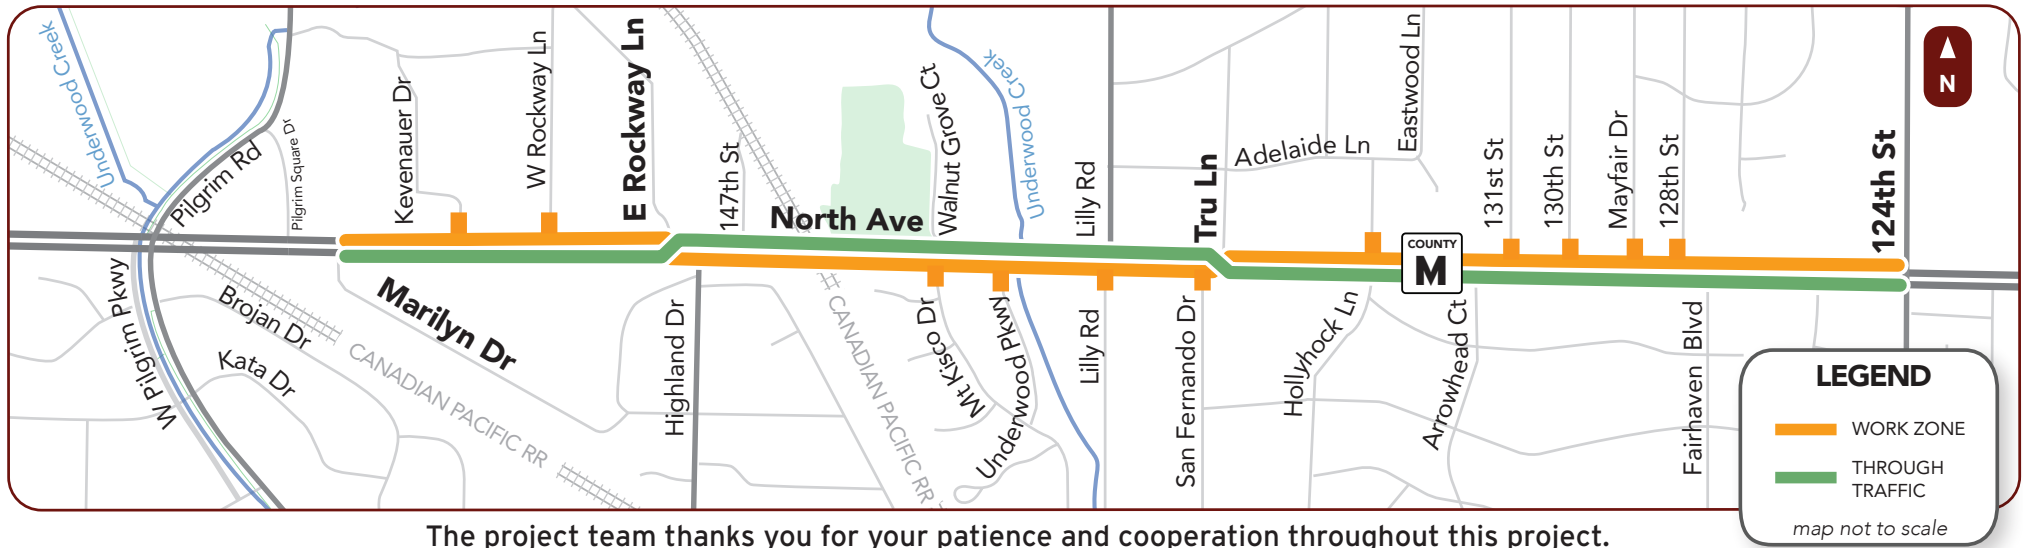 Underwood Creek
Pilgrim Rd
Pilgrim Square Dr
Kevenauer Dr
W Rockway Ln
E Rockway Ln
147th St
North Ave
Walnut Grove Ct
Underwood Creek
Lilly Rd
Tru Ln
Adelaide Ln
Eastwood Ln
131st St
130th St
Mayfair Dr
128th St
124th St
N
COUNTY
M
W Pilgrim Pkwy
Brojan Dr
Kata Dr
CANADIAN PACIFIC RR
Marilyn Dr
Highland Dr
CANADIAN PACIFIC RR
Mt Kisco Dr
Underwood Pkwy
Lilly Rd
San Fernando Dr
Hollyhock Ln
Arrowhead Ct
Fairhaven Blvd
LEGEND
WORK ZONE
THROUGH
TRAFFIC
map not to scale
The project team thanks you for your patience and cooperation throughout this project.